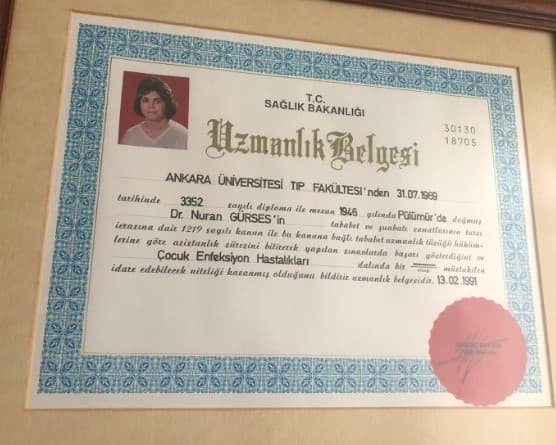 T.C.
SAĞLIK BAKANLIĞI
Uzmanlık Belgesi
30130
18705
ANKARA ÜNİVERSİTESİ TIP FAKÜLTESİ'nden 31.07.1969
tarihinde 3352 sayılı diploma ile mezun 1946 yılında Pülümür'de doğmuş
Dr. Nuran GÜRSES'in tababet ve şuabatı sanatlarının tarzı
icrasına dair 1219 sayılı kanun ile bu kanuna bağlı tababet uzmanlık tüzüğü hüküm-
lerine göre asistanlık süresini bitirerek yapılan sınavlarda başarı gösterdiğini ve
Çocuk Enfeksiyon Hastalıkları dalında bir müstakilen
idare edebilecek niteliği kazanmış olduğunu bildirir uzmanlık belgesidir. 13.02.1991